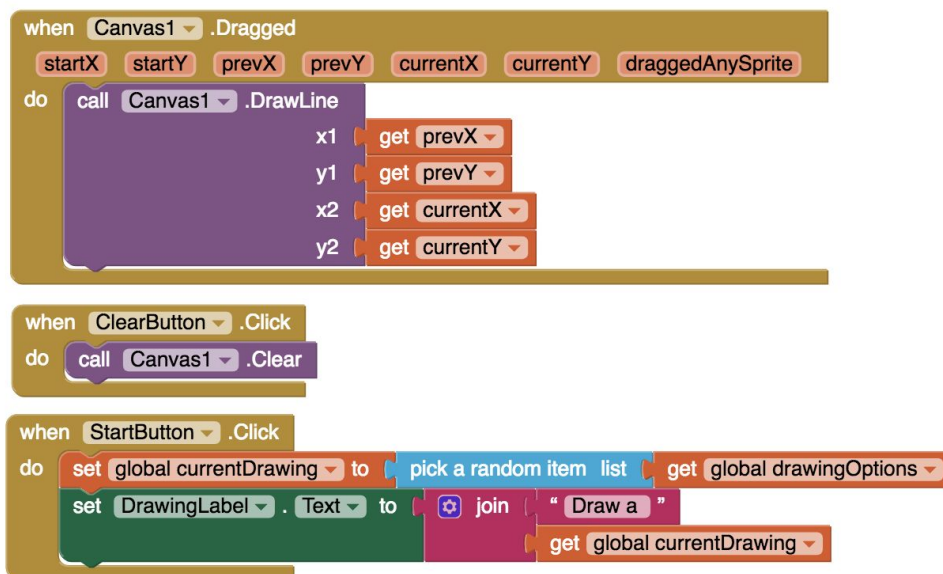 when Canvas1 .Dragged
startX startY prevX prevY currentX currentY draggedAnySprite
do call Canvas1 .DrawLine
x1 get prevX
y1 get prevY
x2 get currentX
y2 get currentY
when ClearButton .Click
do call Canvas1 .Clear
when StartButton .Click
do set global currentDrawing to pick a random item list get global drawingOptions
set DrawingLabel . Text to join “ Draw a ”
get global currentDrawing